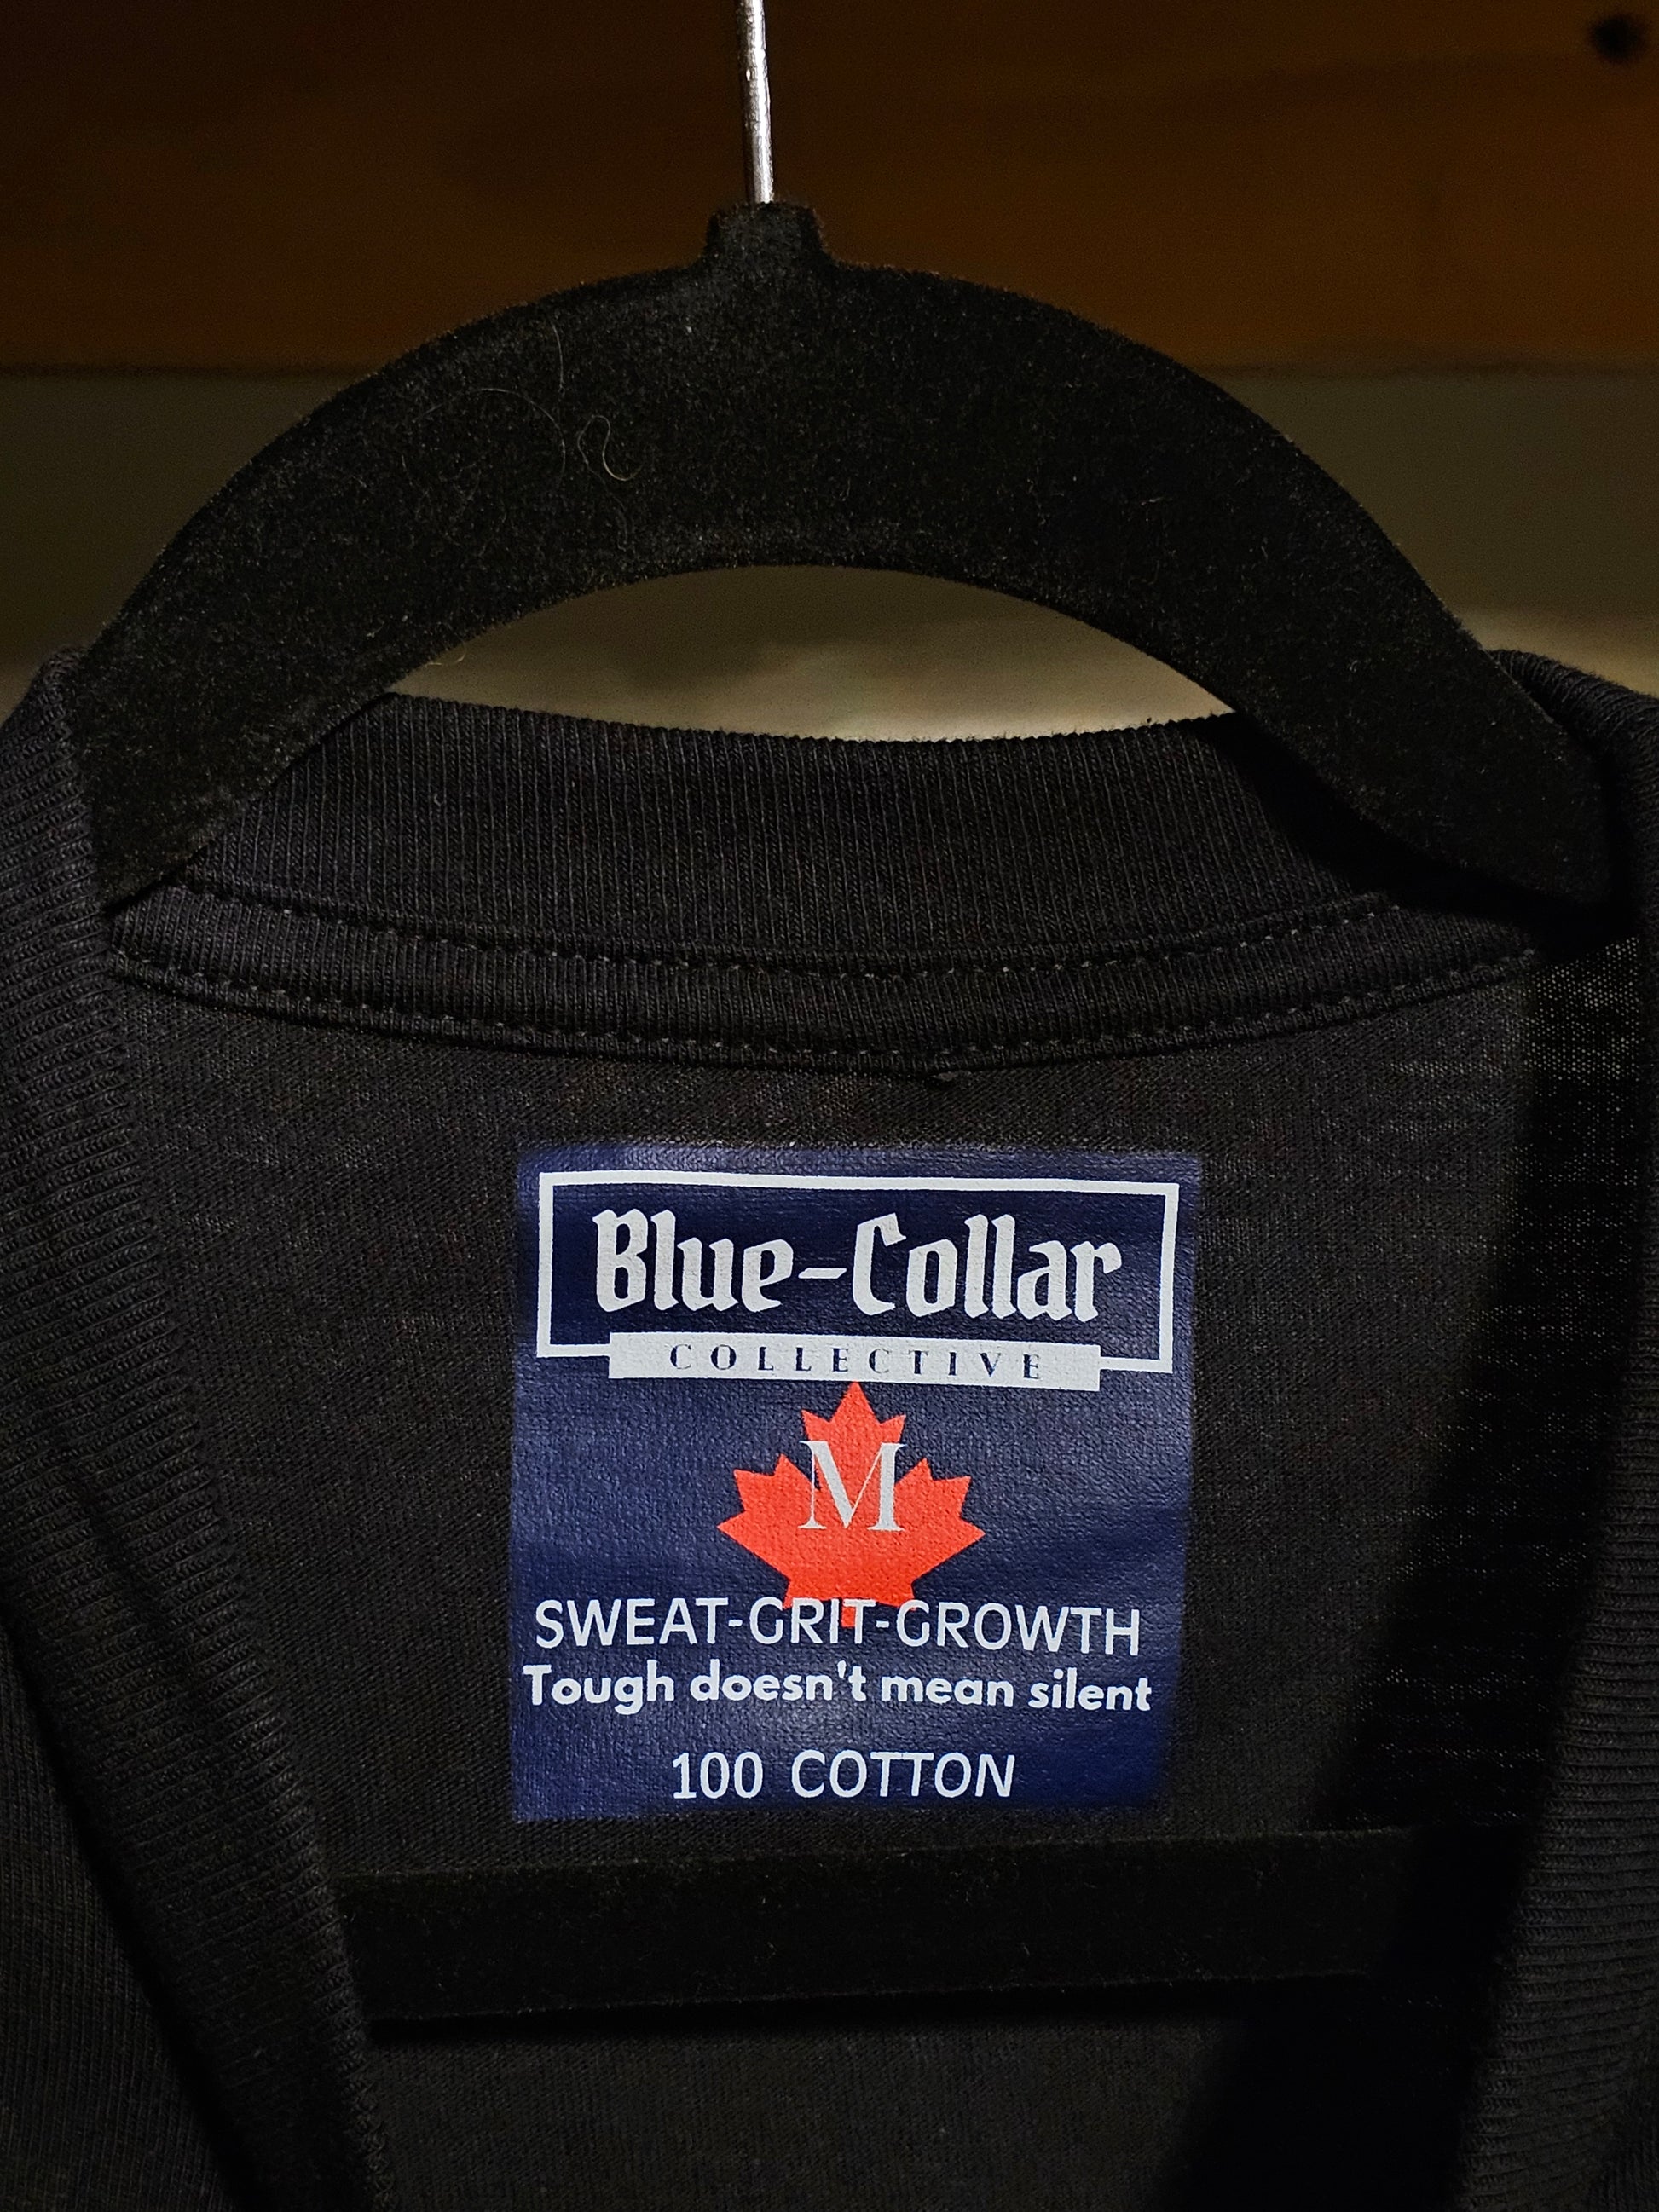 Blue-Collar
COLLECTIVE
M
SWEAT-GRIT-GROWTH
Tough doesn't mean silent
100 COTTON